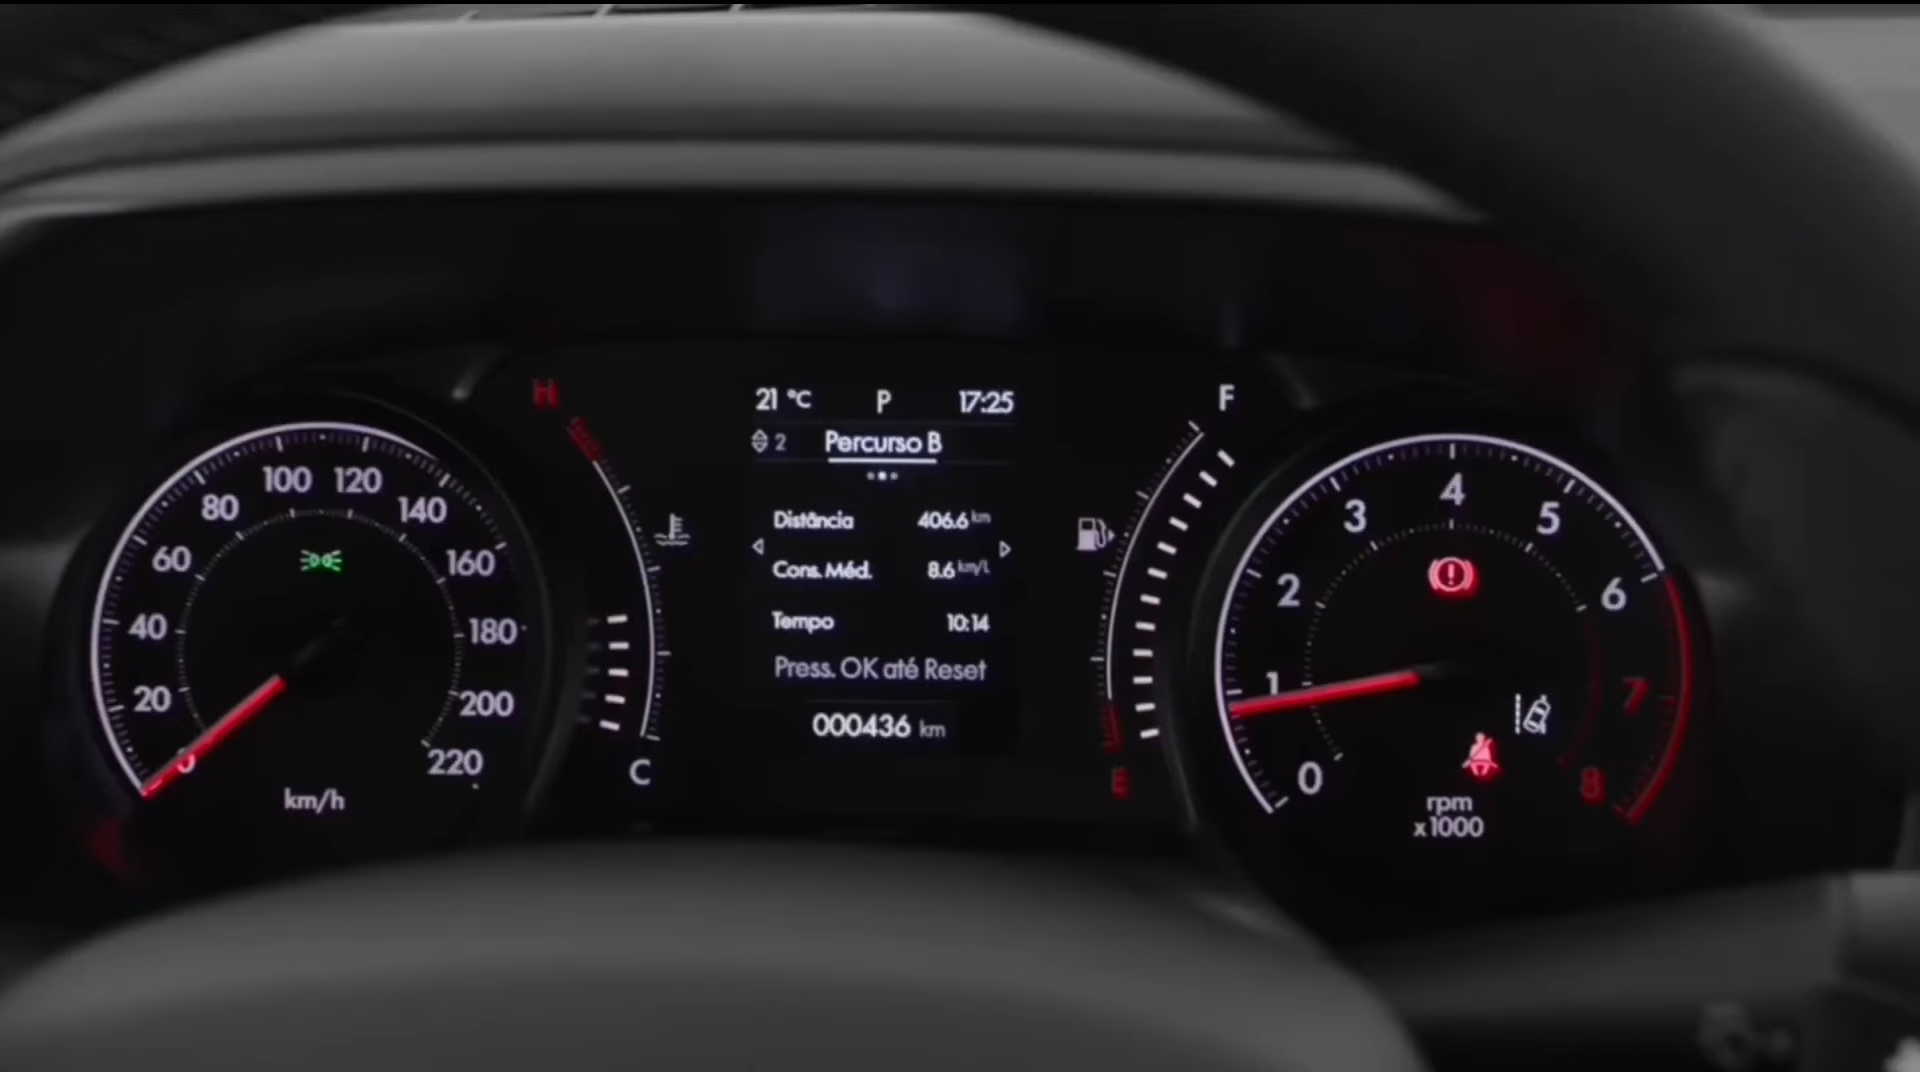 H
21 °C P 17:25
F
2 Percurso B
Distância 406.6 km
Cons. Méd. 8.6 km/l
Tempo 10:14
Press. OK até Reset
000436 km
C
E
0
20
40
60
80
100
120
140
160
180
200
220
km/h
0
1
2
3
4
5
6
7
8
rpm
x1000